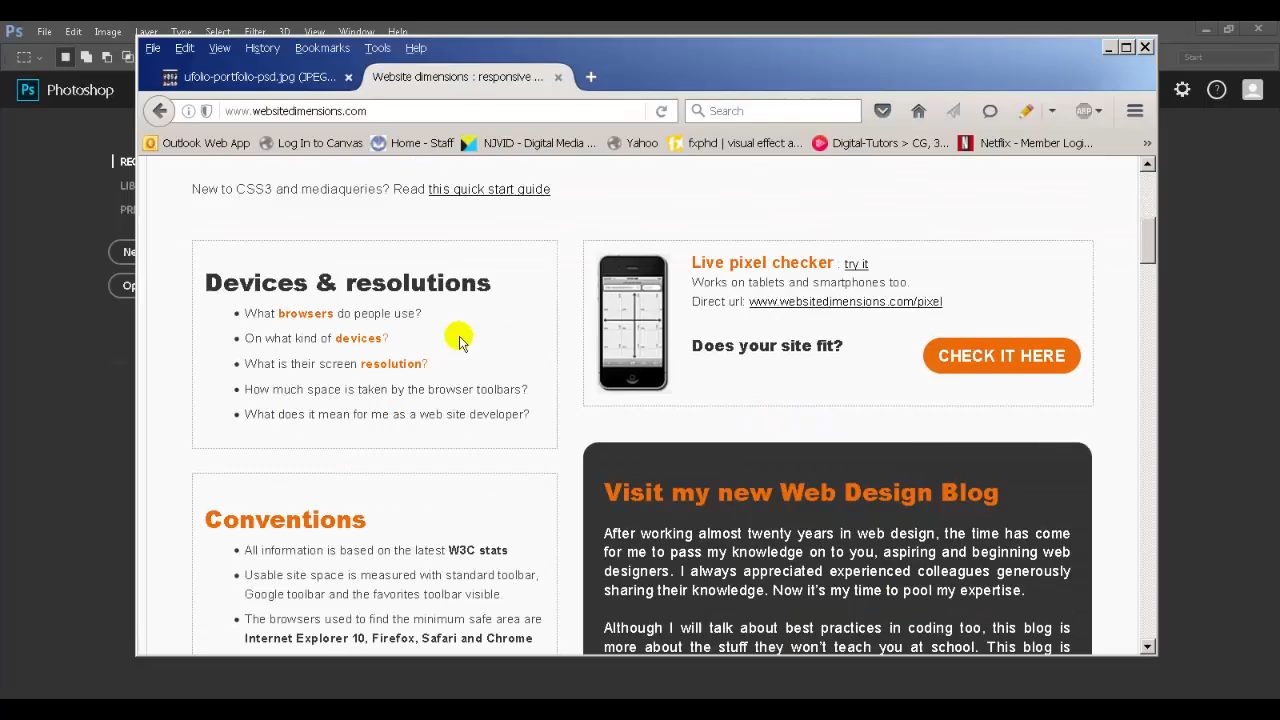 Ps File Edit Image Layer Type Select Filter 3D View Window Help
File Edit View History Bookmarks Tools Help
Start
ufolio-portfolio-psd.jpg (JPEG... × Website dimensions : responsive ... × +
Ps Photoshop
www.websitedimensions.com Search ABP
Outlook Web App Log In to Canvas Home - Staff NJVID - Digital Media ... Yahoo fxphd | visual effect a... Digital-Tutors > CG, 3... Netflix - Member Logi... »
REC
LIB
PRE
Ne
Op
New to CSS3 and mediaqueries? Read this quick start guide
Devices & resolutions
• What browsers do people use?
• On what kind of devices?
• What is their screen resolution?
• How much space is taken by the browser toolbars?
• What does it mean for me as a web site developer?
Live pixel checker . try it
Works on tablets and smartphones too.
Direct url: www.websitedimensions.com/pixel
Does your site fit?
CHECK IT HERE
Conventions
• All information is based on the latest W3C stats
• Usable site space is measured with standard toolbar,
Google toolbar and the favorites toolbar visible.
• The browsers used to find the minimum safe area are
Internet Explorer 10, Firefox, Safari and Chrome
Visit my new Web Design Blog
After working almost twenty years in web design, the time has come
for me to pass my knowledge on to you, aspiring and beginning web
designers. I always appreciated experienced colleagues generously
sharing their knowledge. Now it's my time to pool my expertise.
Although I will talk about best practices in coding too, this blog is
more about the stuff they won't teach you at school. This blog is